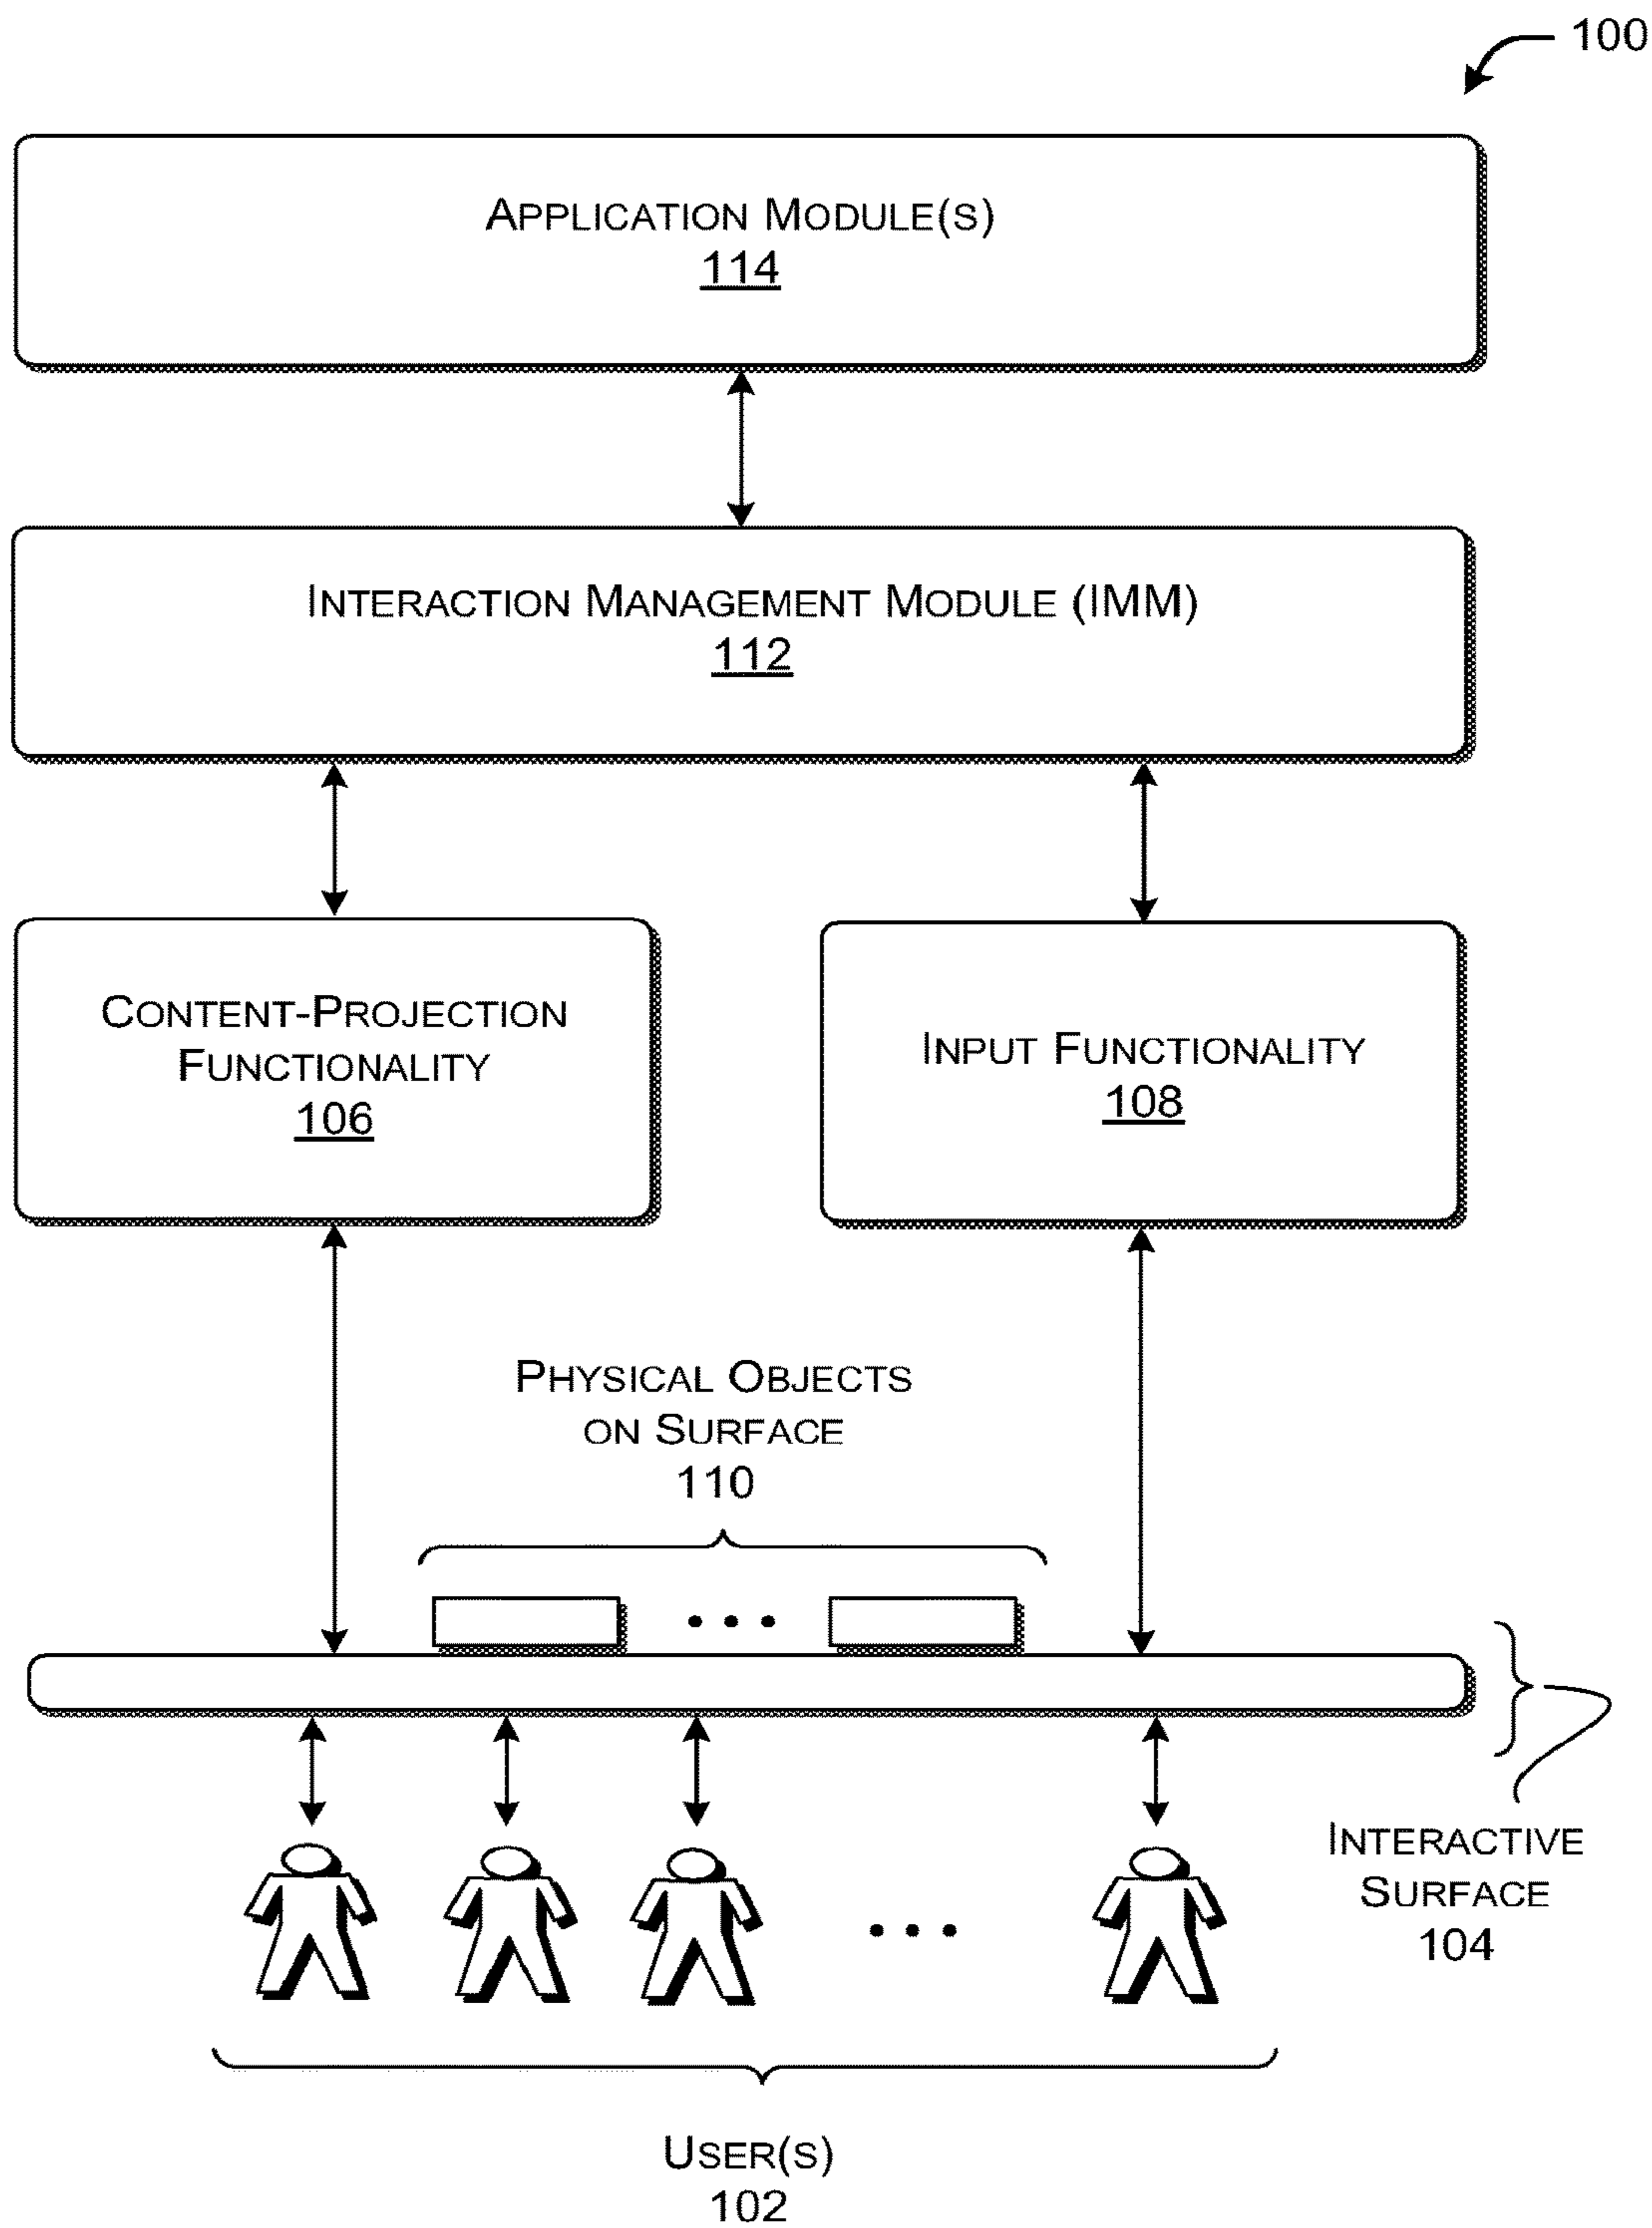 100
APPLICATION MODULE(S)
114
INTERACTION MANAGEMENT MODULE (IMM)
112
CONTENT-PROJECTION
FUNCTIONALITY
106
INPUT FUNCTIONALITY
108
PHYSICAL OBJECTS
ON SURFACE
110
INTERACTIVE
SURFACE
104
USER(S)
102